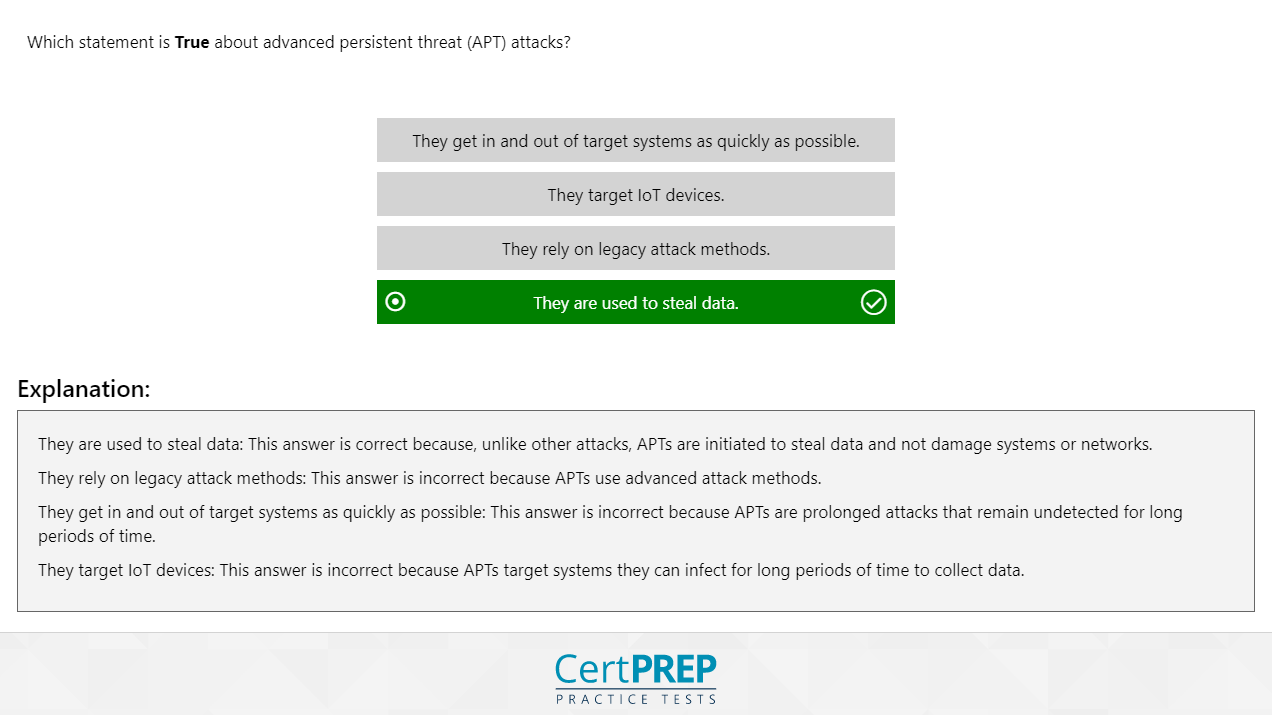 Which statement is True about advanced persistent threat (APT) attacks?
They get in and out of target systems as quickly as possible.
They target IoT devices.
They rely on legacy attack methods.
They are used to steal data.
Explanation:
They are used to steal data: This answer is correct because, unlike other attacks, APTs are initiated to steal data and not damage systems or networks.
They rely on legacy attack methods: This answer is incorrect because APTs use advanced attack methods.
They get in and out of target systems as quickly as possible: This answer is incorrect because APTs are prolonged attacks that remain undetected for long
periods of time.
They target IoT devices: This answer is incorrect because APTs target systems they can infect for long periods of time to collect data.
CertPREP
PRACTICE TESTS